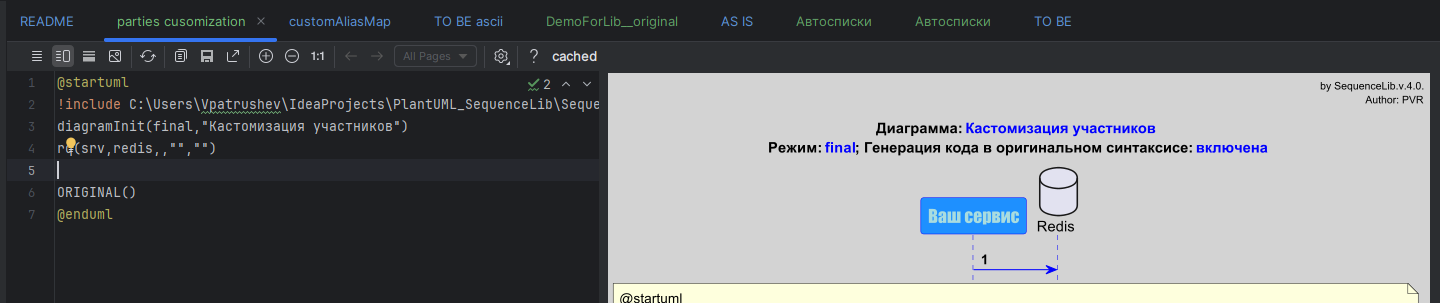 README parties cusomization × customAliasMap TO BE ascii DemoForLib__original AS IS Автосписки Автосписки TO BE
1:1 All Pages ? cached
1 @startuml
2 !include C:\Users\Vpatrushev\IdeaProjects\PlantUML_SequenceLib\Seque
3 diagramInit(final,"Кастомизация участников")
4 rq(srv,redis,,"","")
5
6 ORIGINAL()
7 @enduml
2
by SequenceLib.v.4.0.
Author: PVR
Диаграмма: Кастомизация участников
Режим: final; Генерация кода в оригинальном синтаксисе: включена
Ваш сервис
Redis
1
@startuml